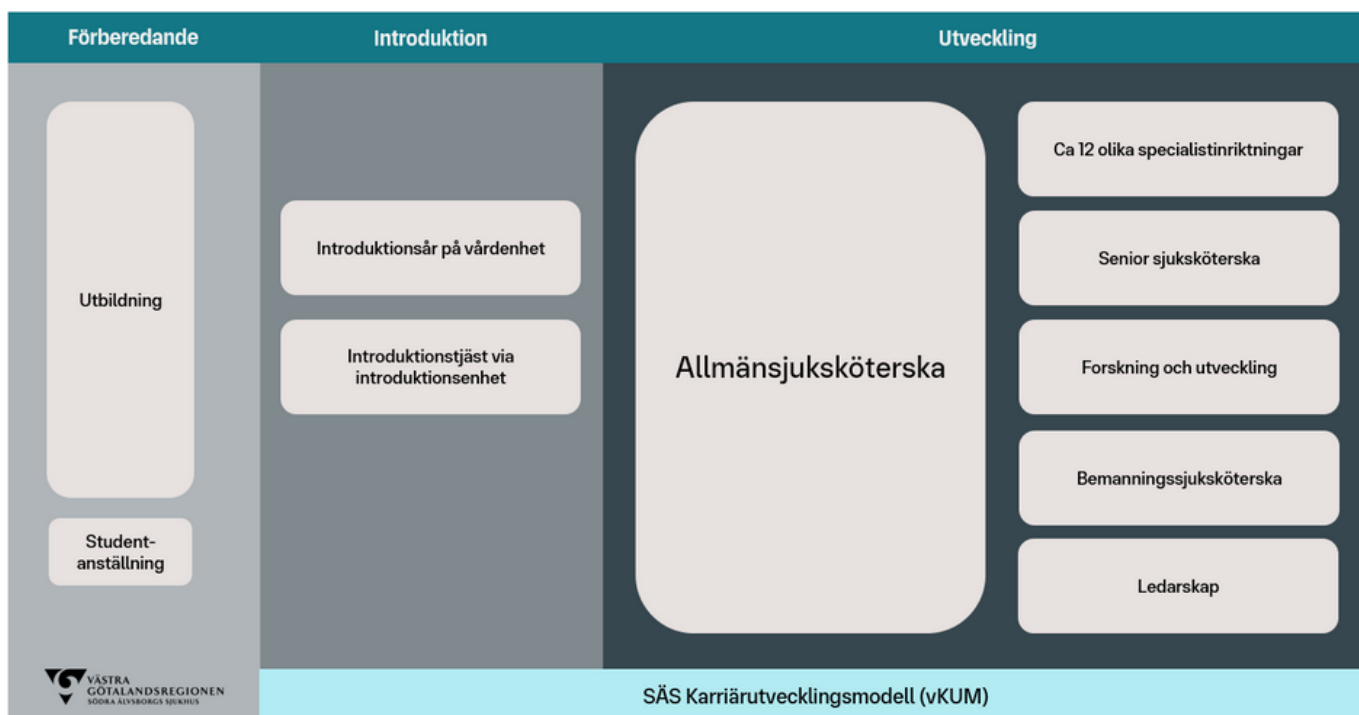 Förberedande
Introduktion
Utveckling
Utbildning
Student-
anställning
Introduktionsår på vårdenhet
Introduktionstjäst via
introduktionsenhet
Allmänsjuksköterska
Ca 12 olika specialistinriktningar
Senior sjuksköterska
Forskning och utveckling
Bemanningssjuksköterska
Ledarskap
VÄSTRA
GÖTALANDSREGIONEN
SÖDRA ÄLVSBORGS SJUKHUS
SÄS Karriärutvecklingsmodell (vKUM)